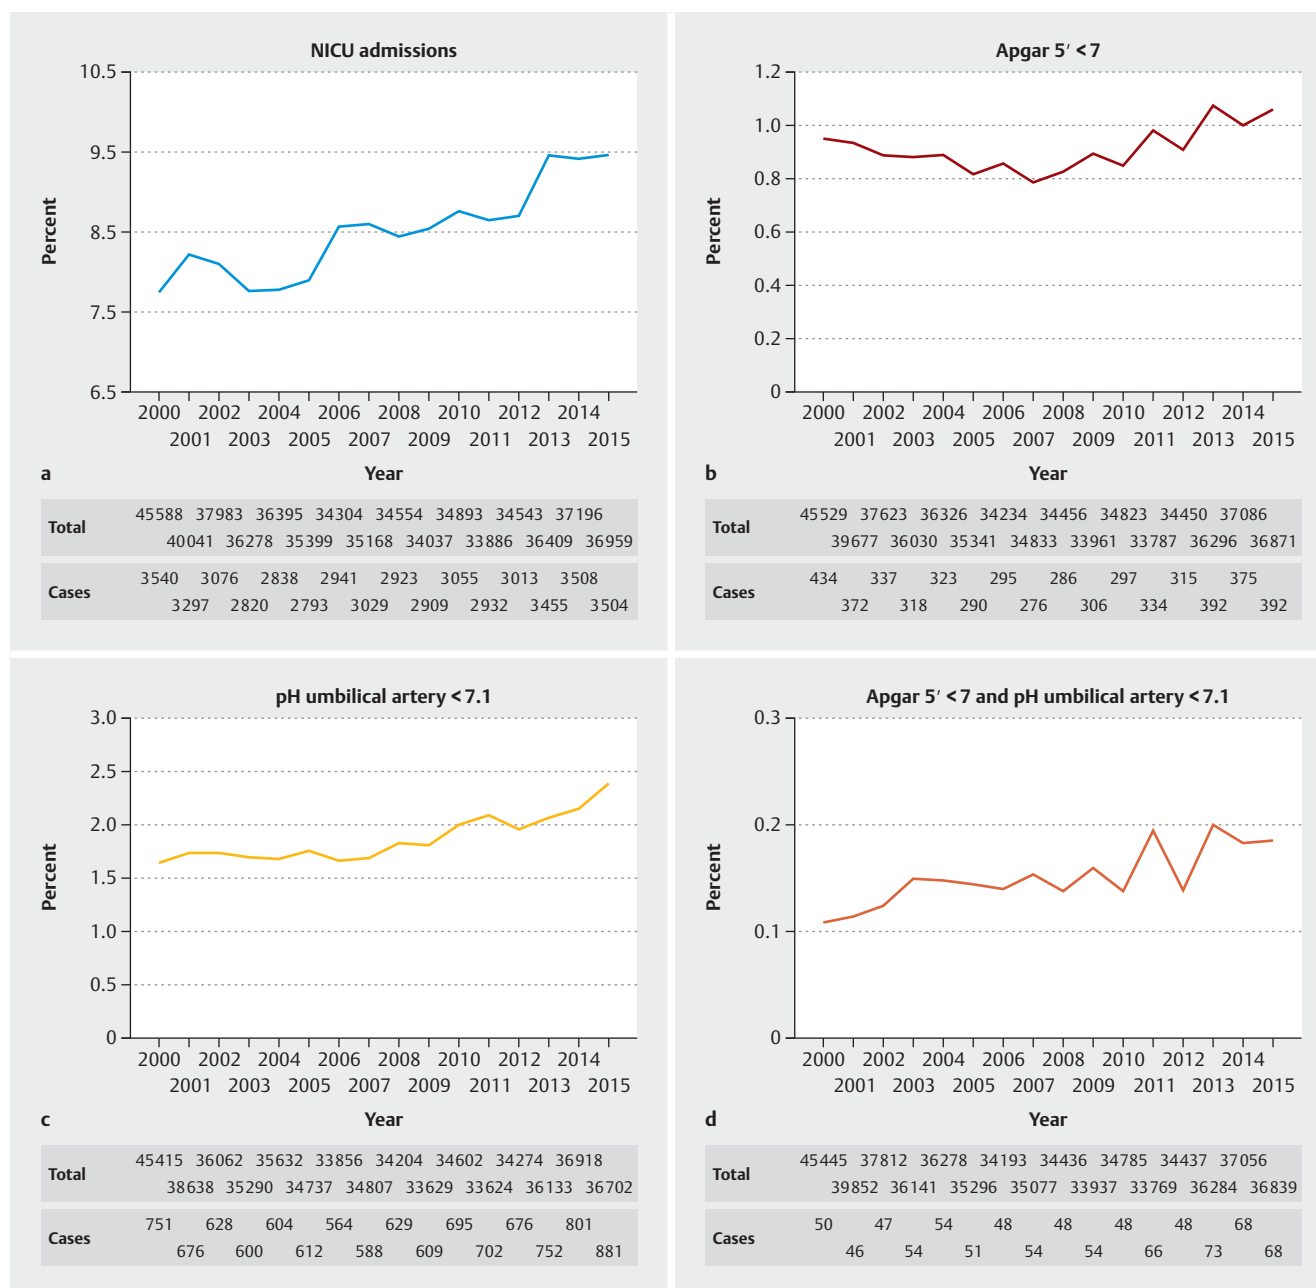 NICU admissions
10.5
9.5
8.5
7.5
6.5
Percent
2000 2002 2004 2006 2008 2010 2012 2014
2001 2003 2005 2007 2009 2011 2013 2015
a
Year
Total
45588 37983 36395 34304 34554 34893 34543 37196
40041 36278 35399 35168 34037 33886 36409 36959
Cases
3540 3076 2838 2941 2923 3055 3013 3508
3297 2820 2793 3029 2909 2932 3455 3504
Apgar 5′ < 7
1.2
1.0
0.8
0.6
0.4
0.2
0
Percent
2000 2002 2004 2006 2008 2010 2012 2014
2001 2003 2005 2007 2009 2011 2013 2015
b
Year
Total
45529 37623 36326 34234 34456 34823 34450 37086
39677 36030 35341 34833 33961 33787 36296 36871
Cases
434 337 323 295 286 297 315 375
372 318 290 276 306 334 392 392
pH umbilical artery < 7.1
3.0
2.5
2.0
1.5
1.0
0.5
0
Percent
2000 2002 2004 2006 2008 2010 2012 2014
2001 2003 2005 2007 2009 2011 2013 2015
c
Year
Total
45415 36062 35632 33856 34204 34602 34274 36918
38638 35290 34737 34807 33629 33624 36133 36702
Cases
751 628 604 564 629 695 676 801
676 600 612 588 609 702 752 881
Apgar 5′ < 7 and pH umbilical artery < 7.1
0.3
0.2
0.1
0
Percent
2000 2002 2004 2006 2008 2010 2012 2014
2001 2003 2005 2007 2009 2011 2013 2015
d
Year
Total
45445 37812 36278 34193 34436 34785 34437 37056
39852 36141 35296 35077 33937 33769 36284 36839
Cases
50 47 54 48 48 48 48 68
46 54 51 54 54 66 73 68